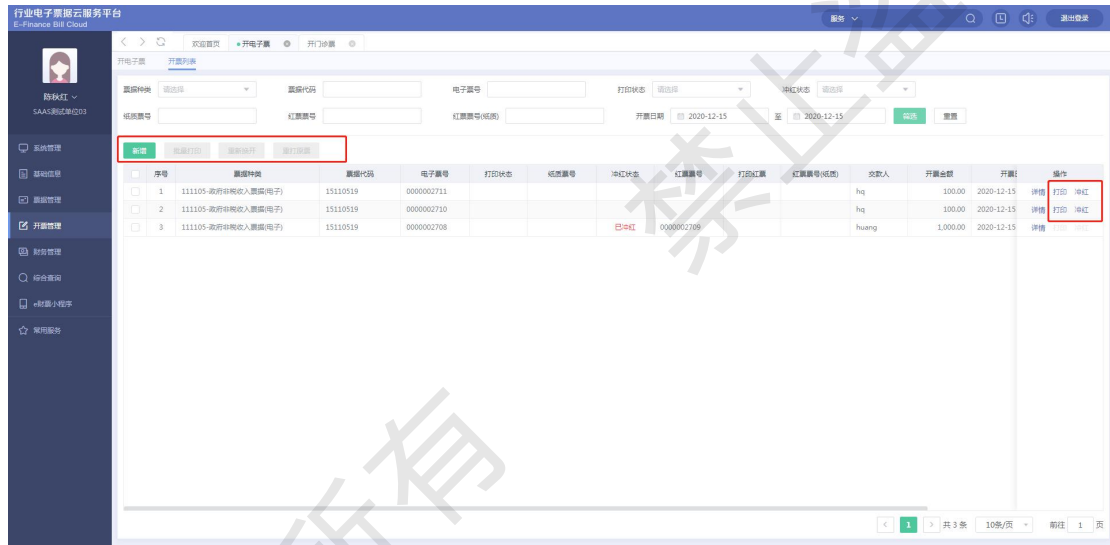 行业电子票据云服务平台
E-Finance Bill Cloud
服务
退出登录
陈秋红
SAAS测试单位03
系统管理
基础信息
票据管理
开票管理
财务管理
综合查询
e财票小程序
常用服务
欢迎首页 开电子票 开门诊票
开电子票 开票列表
票据种类 请选择 票据代码 电子票号 打印状态 请选择 冲红状态 请选择
纸质票号 红票票号 红票票号(纸质) 开票日期 2020-12-15 至 2020-12-15 筛选 重置
新增 批量打印 重新换开
序号 票据种类 票据代码 电子票号 打印状态 纸质票号 冲红状态 红票票号 打印红票 红票票号(纸质) 交款人 开票金额 开票 操作
1 111105-政府非税收入票据(电子) 15110519 0000002711 hq 100.00 2020-12-15 详情 打印 冲红
2 111105-政府非税收入票据(电子) 15110519 0000002710 hq 100.00 2020-12-15 详情 打印 冲红
3 111105-政府非税收入票据(电子) 15110519 0000002708 已冲红 0000002709 huang 1,000.00 2020-12-15 详情 打印 冲红
1 共 3 条 10条/页 前往 1 页
禁止盗
所有